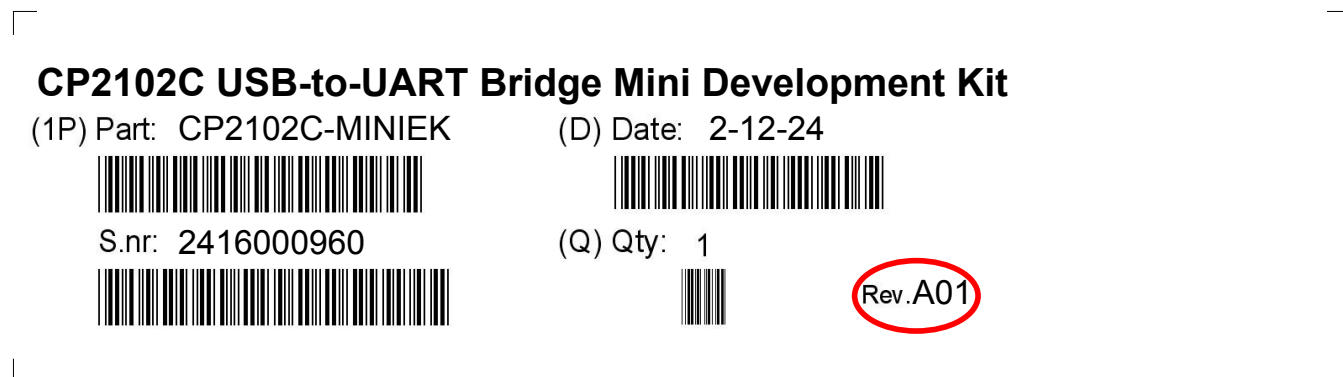 CP2102C USB-to-UART Bridge Mini Development Kit
(1P) Part: CP2102C-MINIEK (D) Date: 2-12-24
S.nr: 2416000960 (Q) Qty: 1
Rev.A01